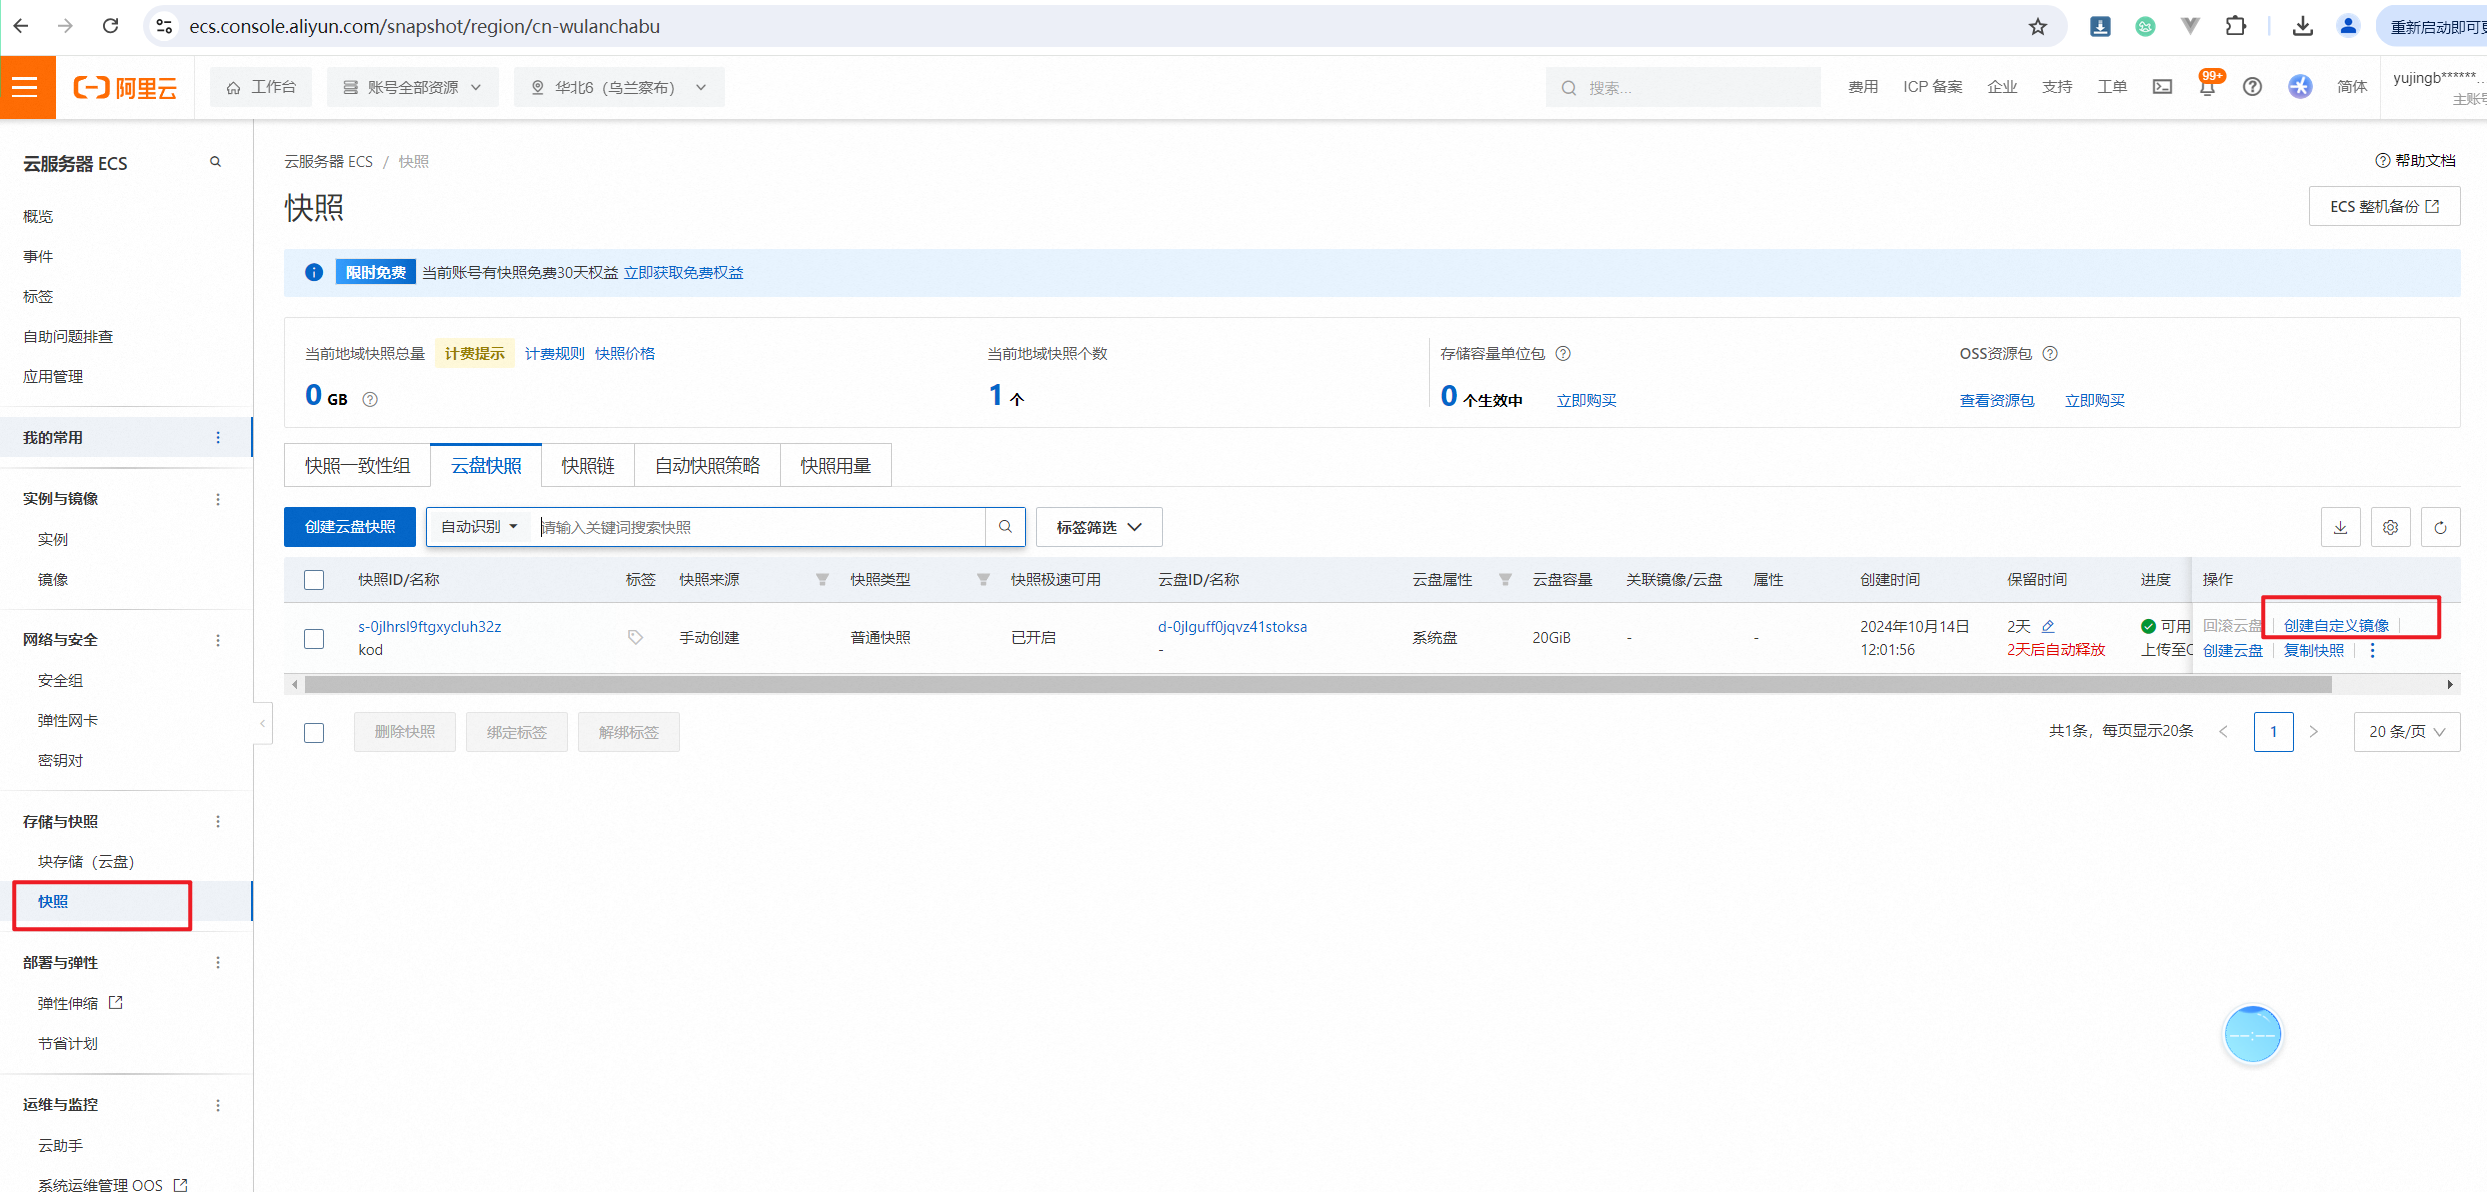 ecs.console.aliyun.com/snapshot/region/cn-wulanchabu
重新启动即可更
阿里云
工作台
账号全部资源
华北6（乌兰察布）
搜索...
费用
ICP 备案
企业
支持
工单
99+
简体
yujingb******...
主账号
云服务器 ECS
概览
事件
标签
自助问题排查
应用管理
我的常用
实例与镜像
实例
镜像
网络与安全
安全组
弹性网卡
密钥对
存储与快照
块存储（云盘）
快照
部署与弹性
弹性伸缩
节省计划
运维与监控
云助手
系统运维管理 OOS
云服务器 ECS / 快照
帮助文档
快照
ECS 整机备份
限时免费 当前账号有快照免费30天权益 立即获取免费权益
当前地域快照总量 计费提示 计费规则 快照价格
0 GB
当前地域快照个数
1 个
存储容量单位包
0 个生效中 立即购买
OSS资源包
查看资源包 立即购买
快照一致性组
云盘快照
快照链
自动快照策略
快照用量
创建云盘快照
自动识别
请输入关键词搜索快照
标签筛选
快照ID/名称 标签 快照来源 快照类型 快照极速可用 云盘ID/名称 云盘属性 云盘容量 关联镜像/云盘 属性 创建时间 保留时间 进度 操作
s-0jlhrsl9ftgxycluh32z
kod
手动创建
普通快照
已开启
d-0jlguff0jqvz41stoksa
-
系统盘
20GiB
-
-
2024年10月14日
12:01:56
2天
2天后自动释放
可用
上传至O
回滚云盘 创建自定义镜像
创建云盘 复制快照
删除快照
绑定标签
解绑标签
共1条，每页显示20条
1
20 条/页